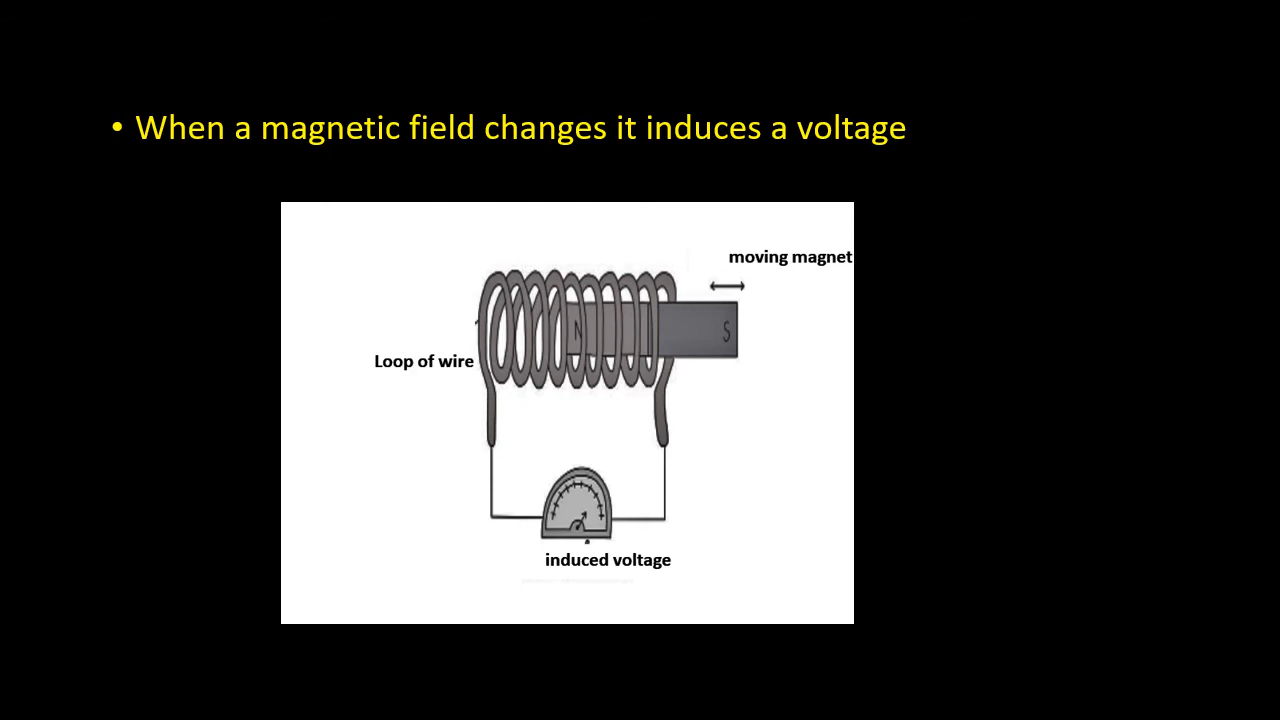 • When a magnetic field changes it induces a voltage
moving magnet
N
S
Loop of wire
induced voltage